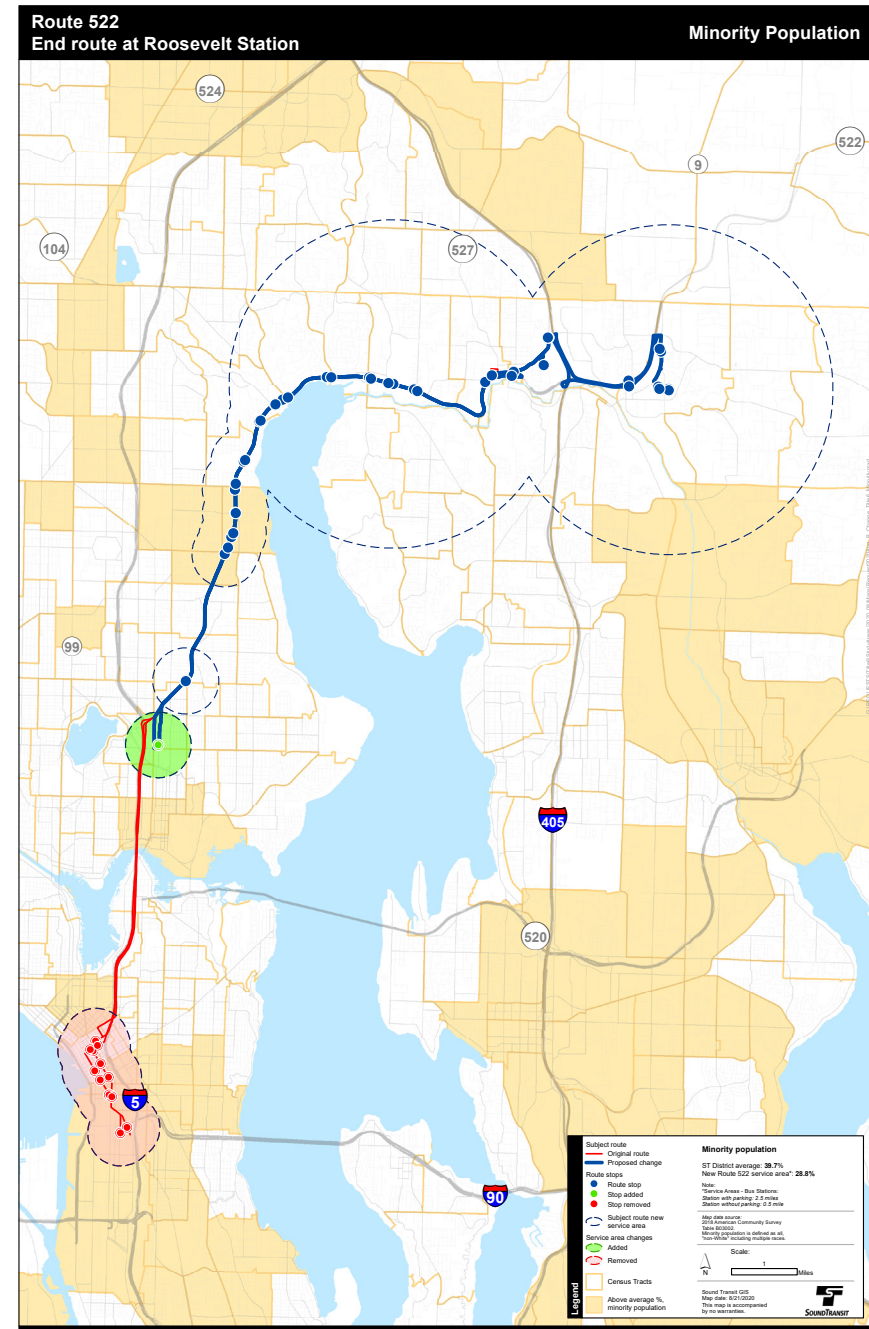 Route 522
End route at Roosevelt Station
Minority Population
524
522
9
104
527
99
405
520
5
90
Legend
Subject route
Original route
Proposed change
Route stops
Route stop
Stop added
Stop removed
Subject route new
service area
Service area changes
Added
Removed
Census Tracts
Above average %,
minority population
Minority population
ST District average: 39.7%
New Route 522 service area*: 28.8%
Note:
*Service Areas - Bus Stations:
Station with parking: 2.5 miles
Station without parking: 0.5 mile
Map data source:
2018 American Community Survey
Table B03002.
Minority population is defined as all,
"non-White" including multiple races.
Scale:
N
1
Miles
Sound Transit GIS
Map date: 8/21/2020
This map is accompanied
by no warranties.
SOUNDTRANSIT